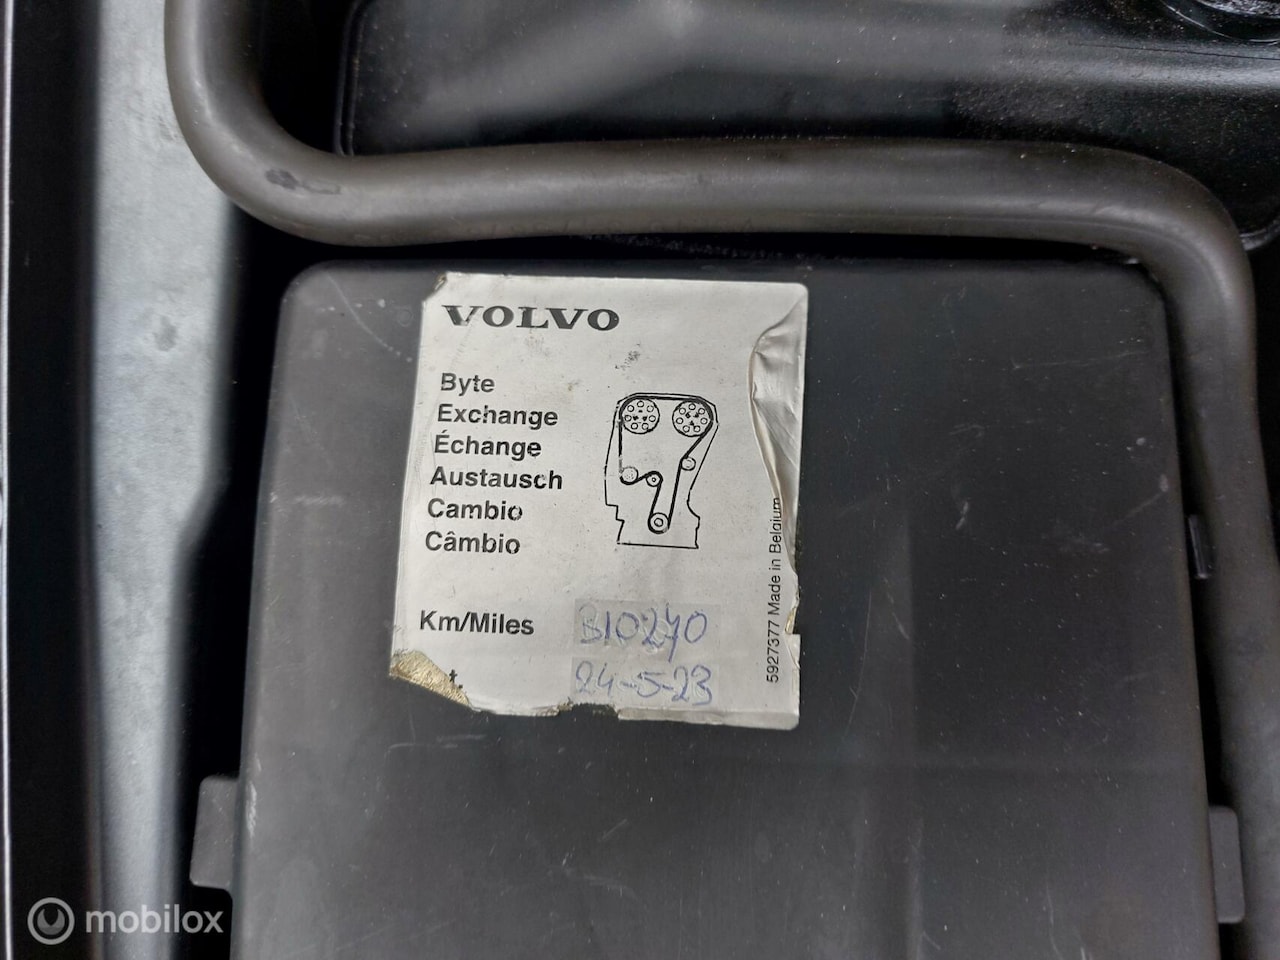 VOLVO
Byte
Exchange
Échange
Austausch
Cambio
Câmbio
Km/Miles 310270
24-5-23
t.
5927377 Made in Belgium
mobilox